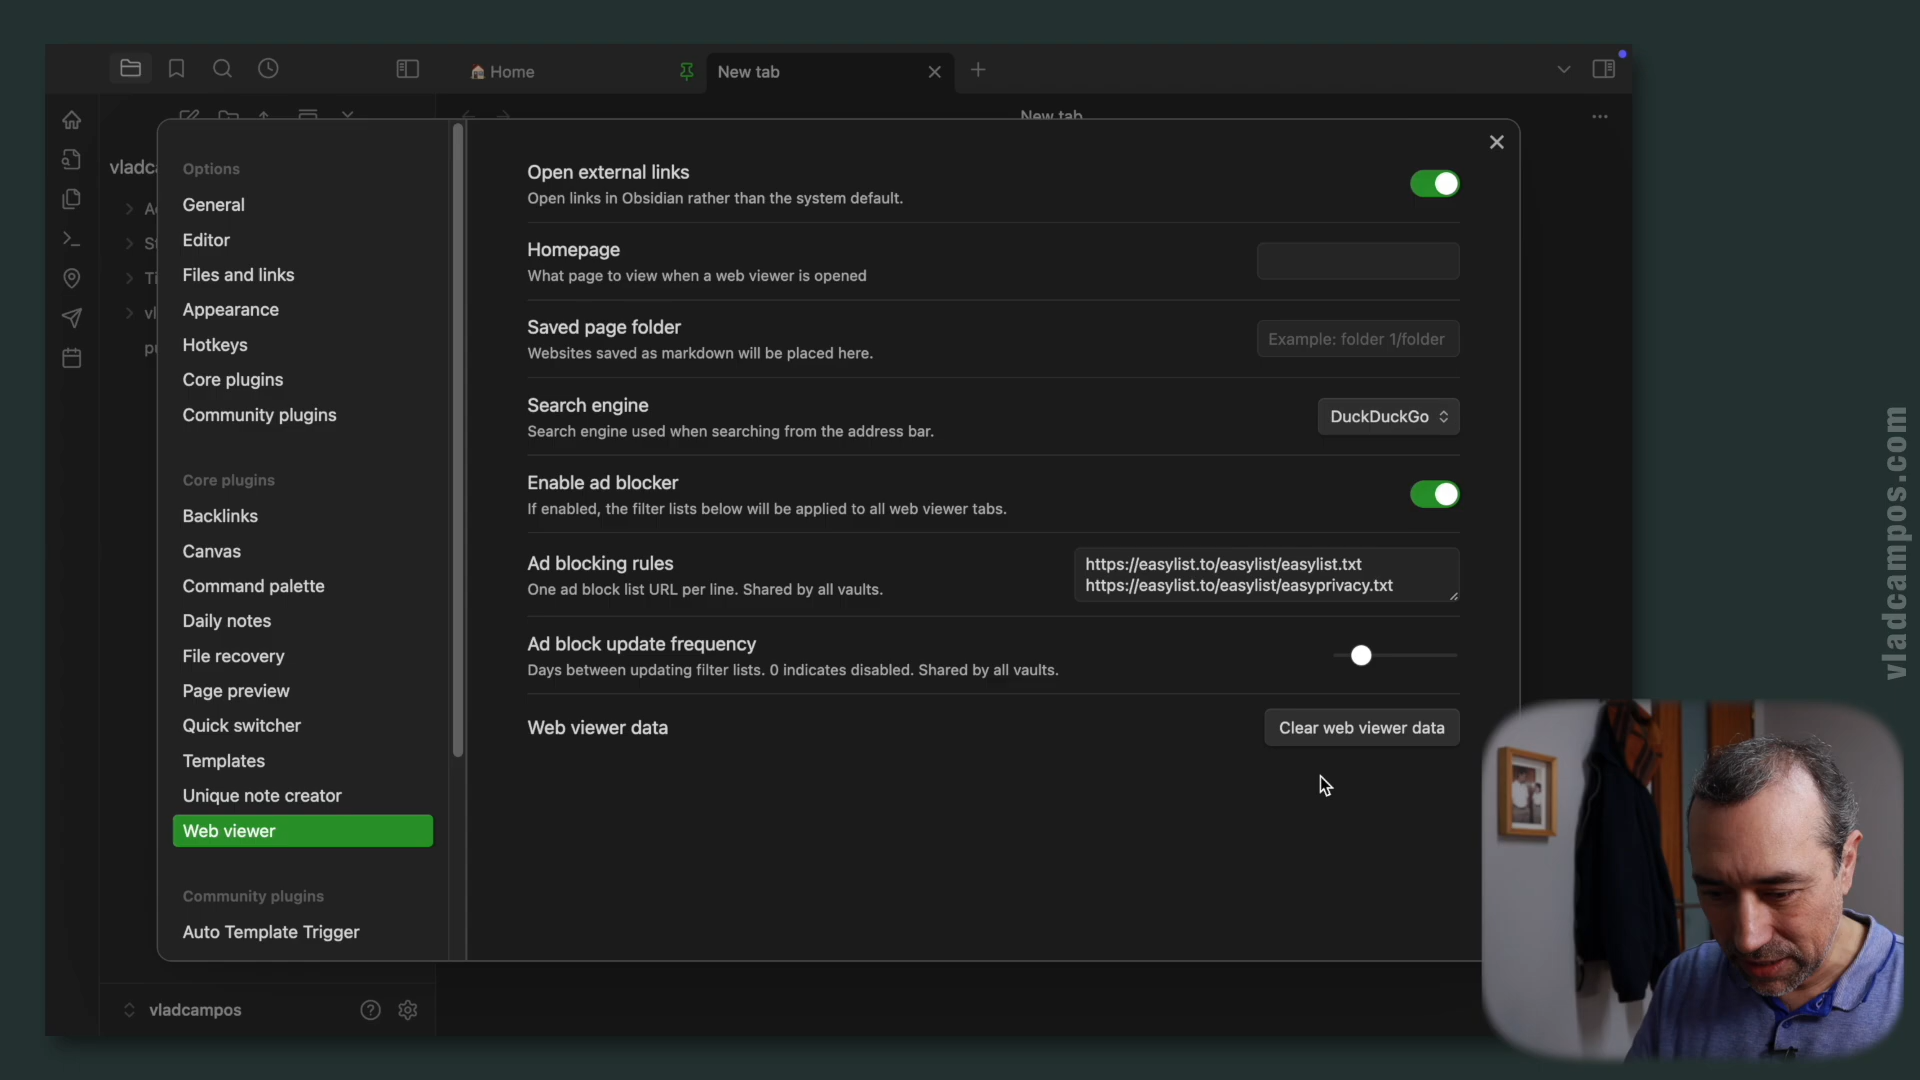 Home
New tab
New tab
vladc
Options
General
Editor
Files and links
Appearance
Hotkeys
Core plugins
Community plugins
Core plugins
Backlinks
Canvas
Command palette
Daily notes
File recovery
Page preview
Quick switcher
Templates
Unique note creator
Web viewer
Community plugins
Auto Template Trigger
Open external links
Open links in Obsidian rather than the system default.
Homepage
What page to view when a web viewer is opened
Saved page folder
Websites saved as markdown will be placed here.
Example: folder 1/folder
Search engine
Search engine used when searching from the address bar.
DuckDuckGo
Enable ad blocker
If enabled, the filter lists below will be applied to all web viewer tabs.
Ad blocking rules
One ad block list URL per line. Shared by all vaults.
https://easylist.to/easylist/easylist.txt
https://easylist.to/easylist/easyprivacy.txt
Ad block update frequency
Days between updating filter lists. 0 indicates disabled. Shared by all vaults.
Web viewer data
Clear web viewer data
vladcampos
vladcampos.com